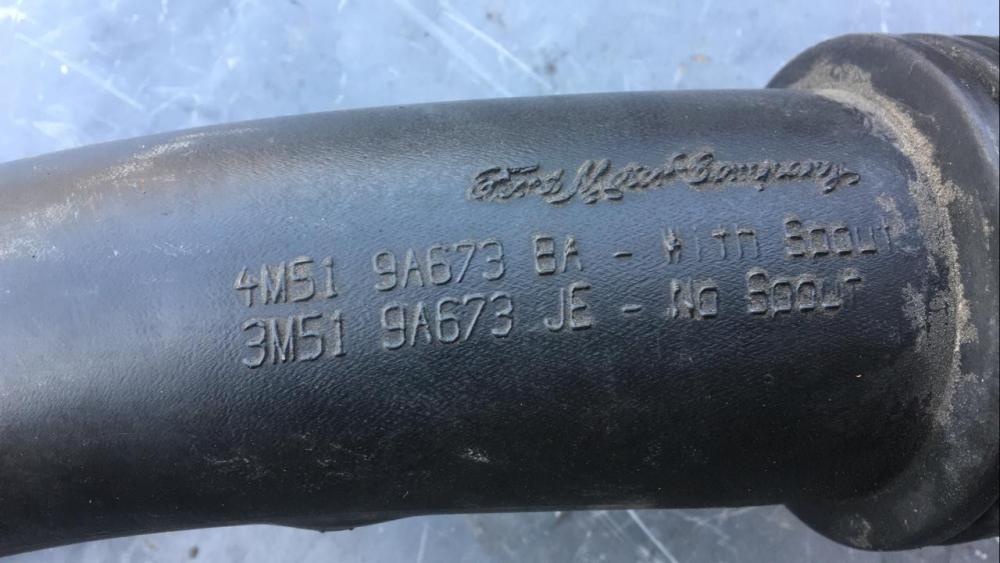 Ford Motor Company
4M51 9A673 BA - With Spout
3M51 9A673 JE - No Spout